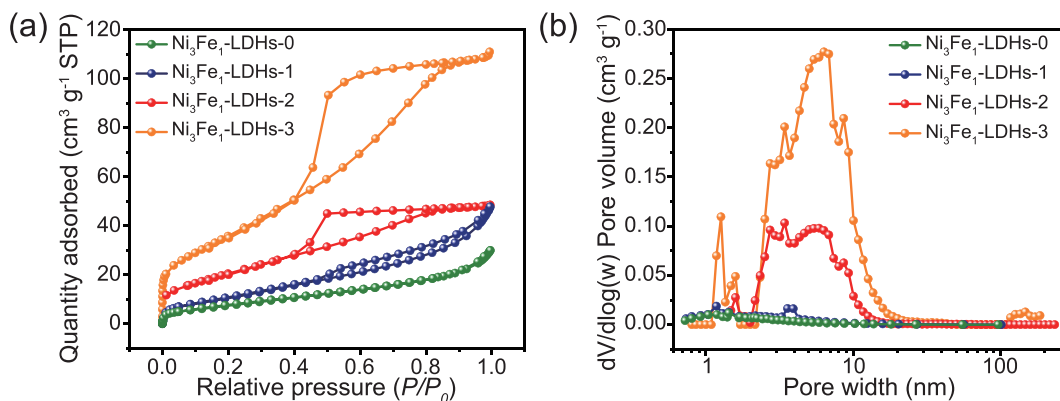 (a)
Quantity adsorbed (cm³ g⁻¹ STP)
120
100
80
60
40
20
0
Ni₃Fe₁-LDHs-0
Ni₃Fe₁-LDHs-1
Ni₃Fe₁-LDHs-2
Ni₃Fe₁-LDHs-3
0.0 0.2 0.4 0.6 0.8 1.0
Relative pressure (P/P₀)
(b)
dV/dlog(w) Pore volume (cm³ g⁻¹)
0.30
0.25
0.20
0.15
0.10
0.05
0.00
Ni₃Fe₁-LDHs-0
Ni₃Fe₁-LDHs-1
Ni₃Fe₁-LDHs-2
Ni₃Fe₁-LDHs-3
1 10 100
Pore width (nm)